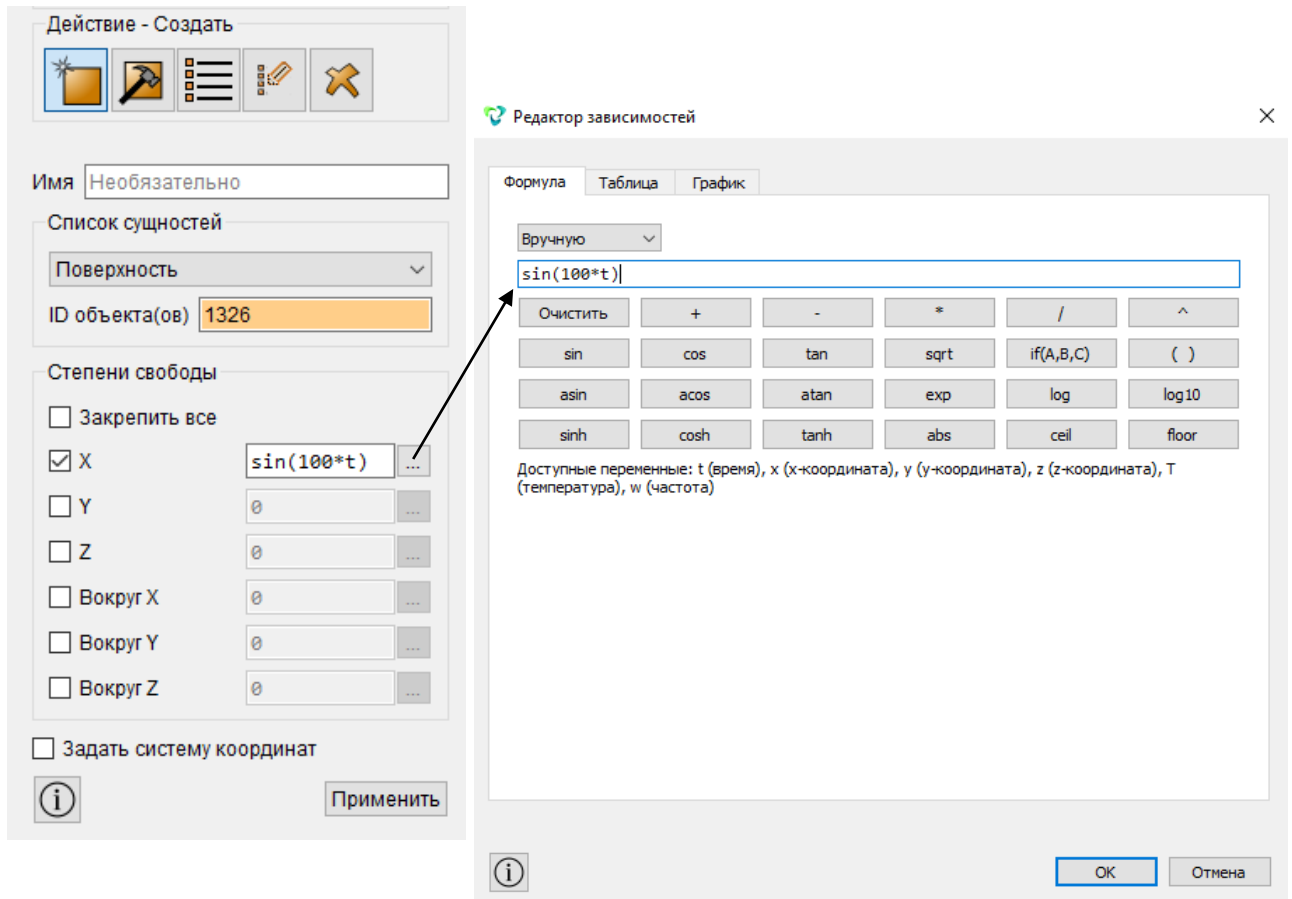 Действие - Создать
Имя Необязательно
Список сущностей
Поверхность
ID объекта(ов) 1326
Степени свободы
Закрепить все
X sin(100*t) ...
Y 0 ...
Z 0 ...
Вокруг X 0 ...
Вокруг Y 0 ...
Вокруг Z 0 ...
Задать систему координат
i Применить
Редактор зависимостей
Формула Таблица График
Вручную
sin(100*t)
Очистить + - * / ^
sin cos tan sqrt if(A,B,C) ( )
asin acos atan exp log log10
sinh cosh tanh abs ceil floor
Доступные переменные: t (время), x (x-координата), y (y-координата), z (z-координата), T
(температура), w (частота)
i OK Отмена